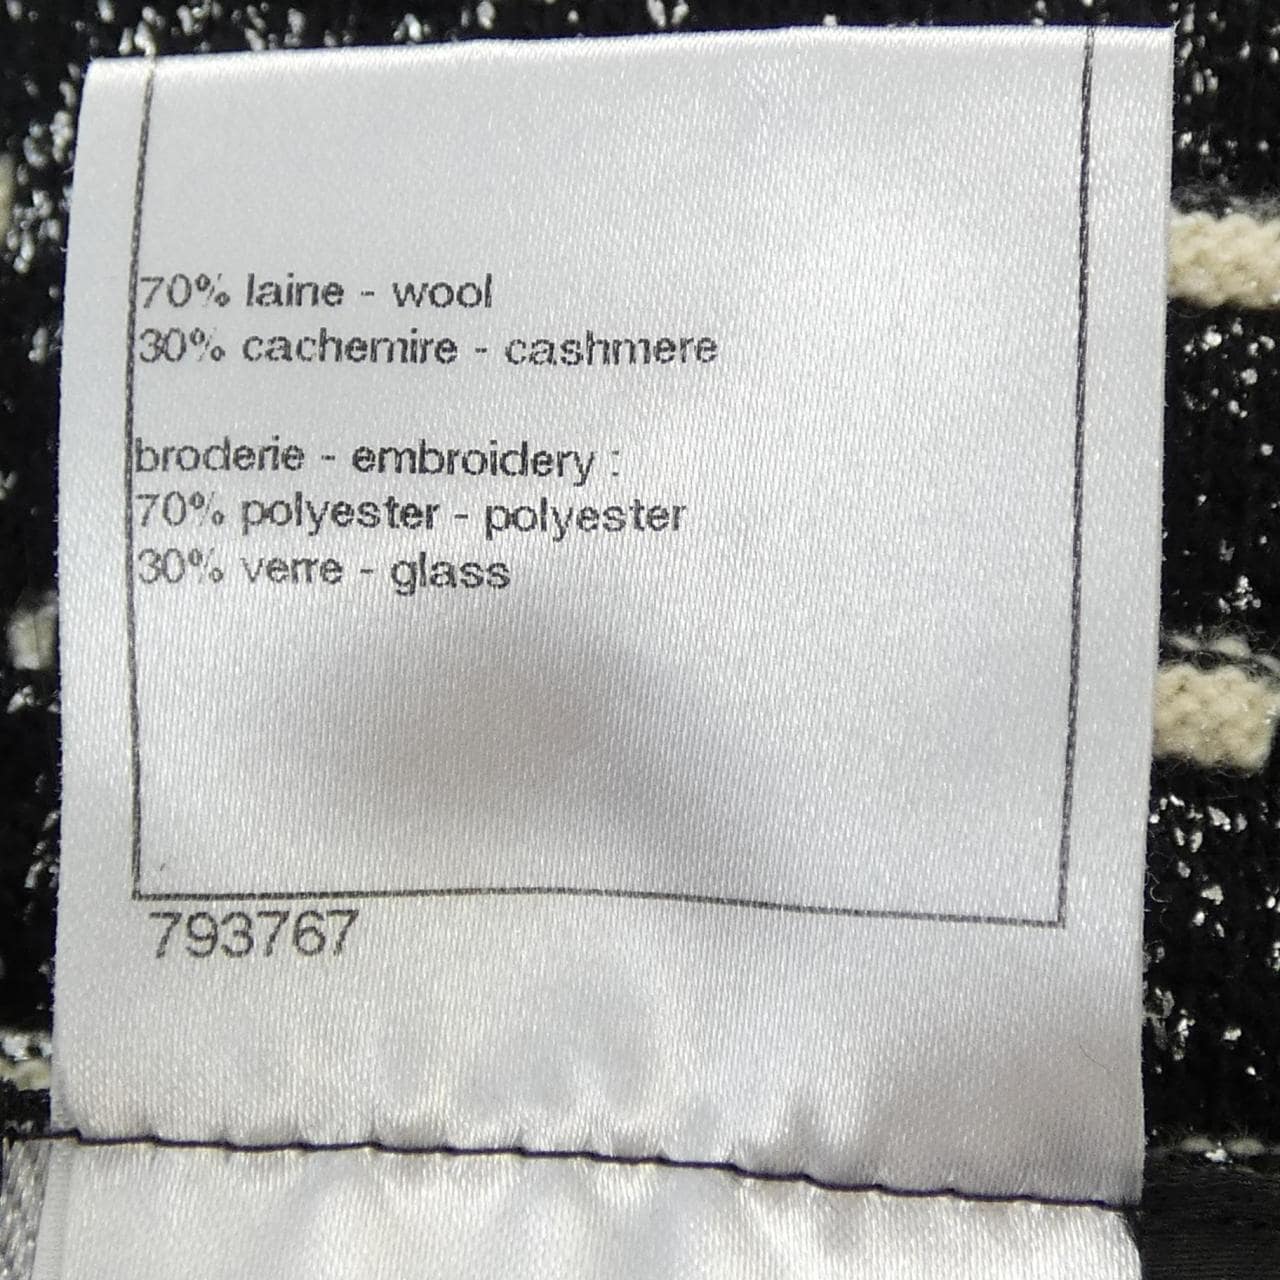 70% laine - wool
30% cachemire - cashmere
broderie - embroidery :
70% polyester - polyester
30% verre - glass
793767